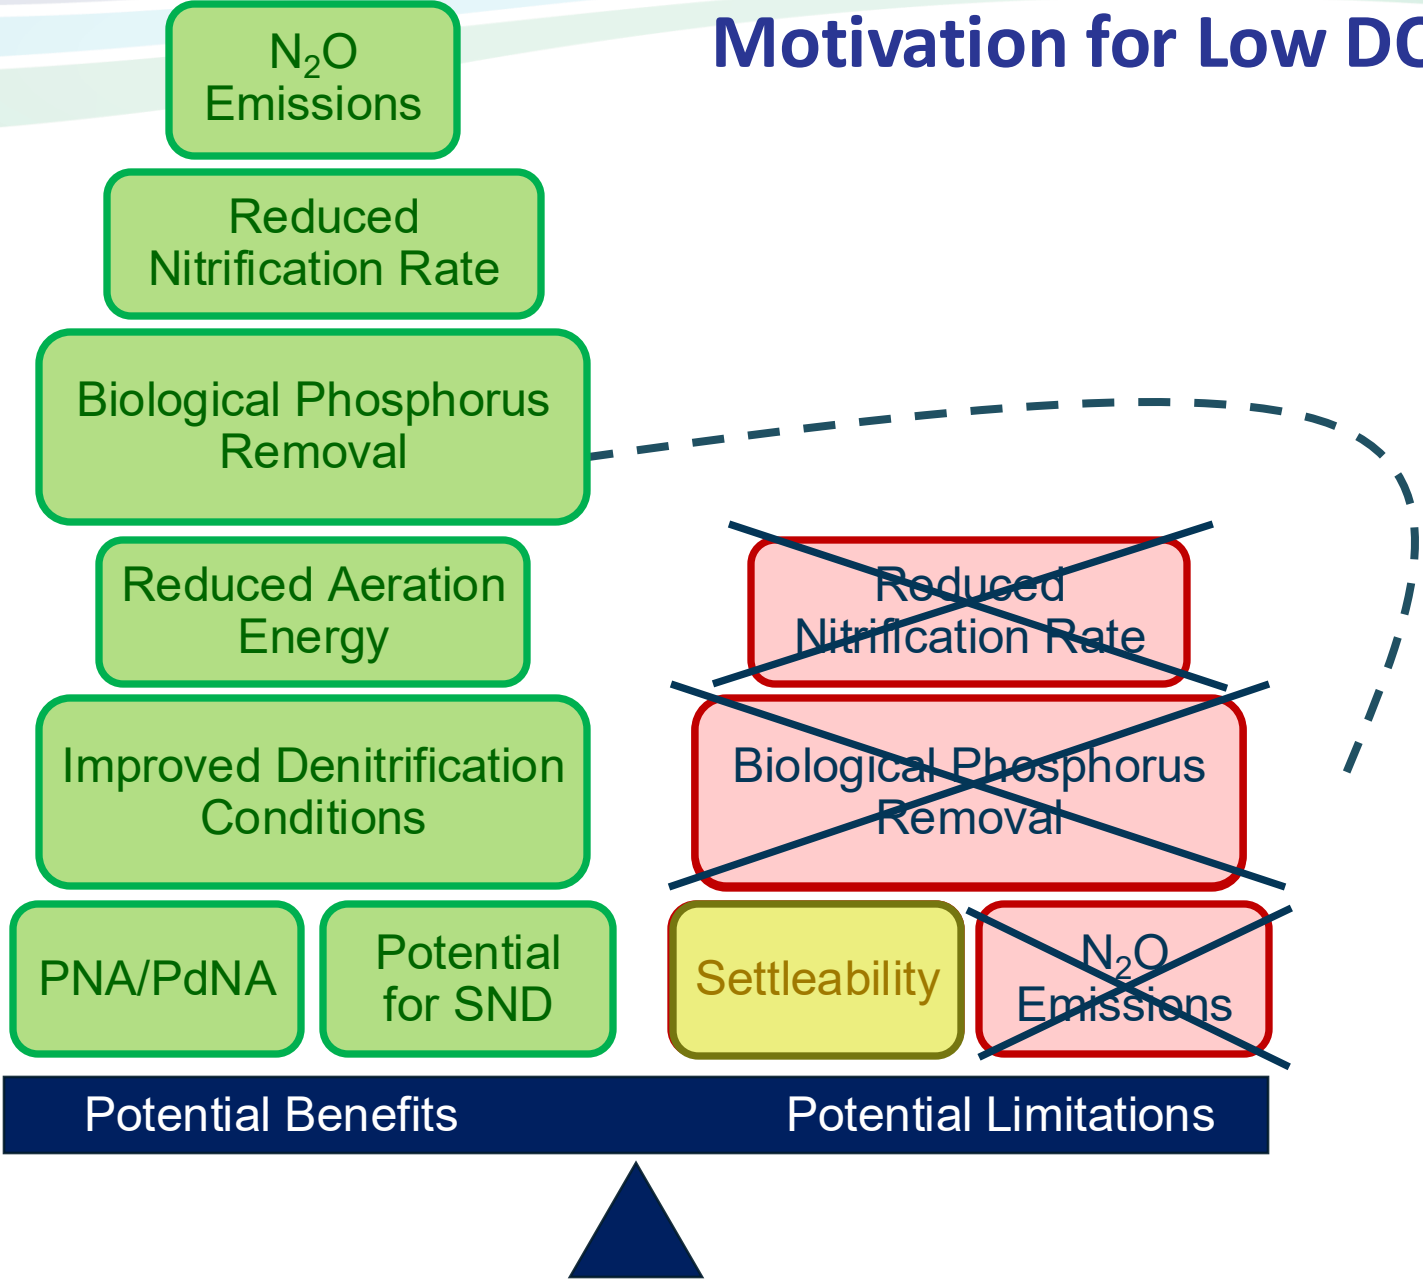 Motivation for Low DO
N₂O
Emissions
Reduced
Nitrification Rate
Biological Phosphorus
Removal
Reduced Aeration
Energy
Improved Denitrification
Conditions
PNA/PdNA
Potential
for SND
Reduced
Nitrification Rate
Biological Phosphorus
Removal
Settleability
N₂O
Emissions
Potential Benefits
Potential Limitations